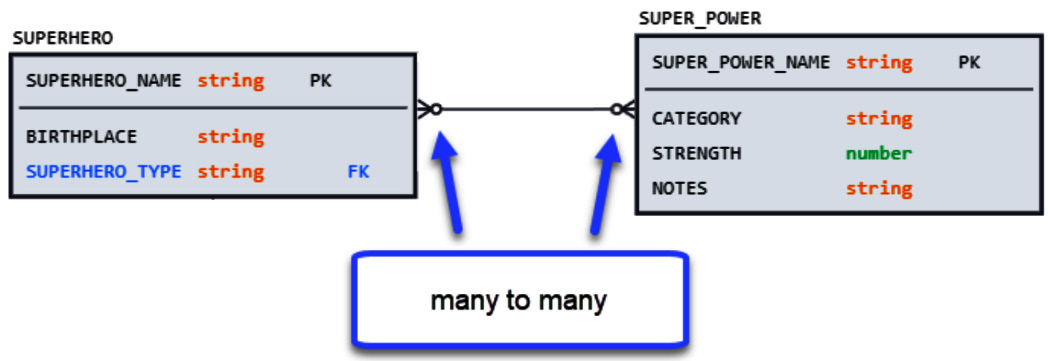 SUPERHERO
SUPERHERO_NAME string PK
BIRTHPLACE string
SUPERHERO_TYPE string FK
SUPER_POWER
SUPER_POWER_NAME string PK
CATEGORY string
STRENGTH number
NOTES string
many to many